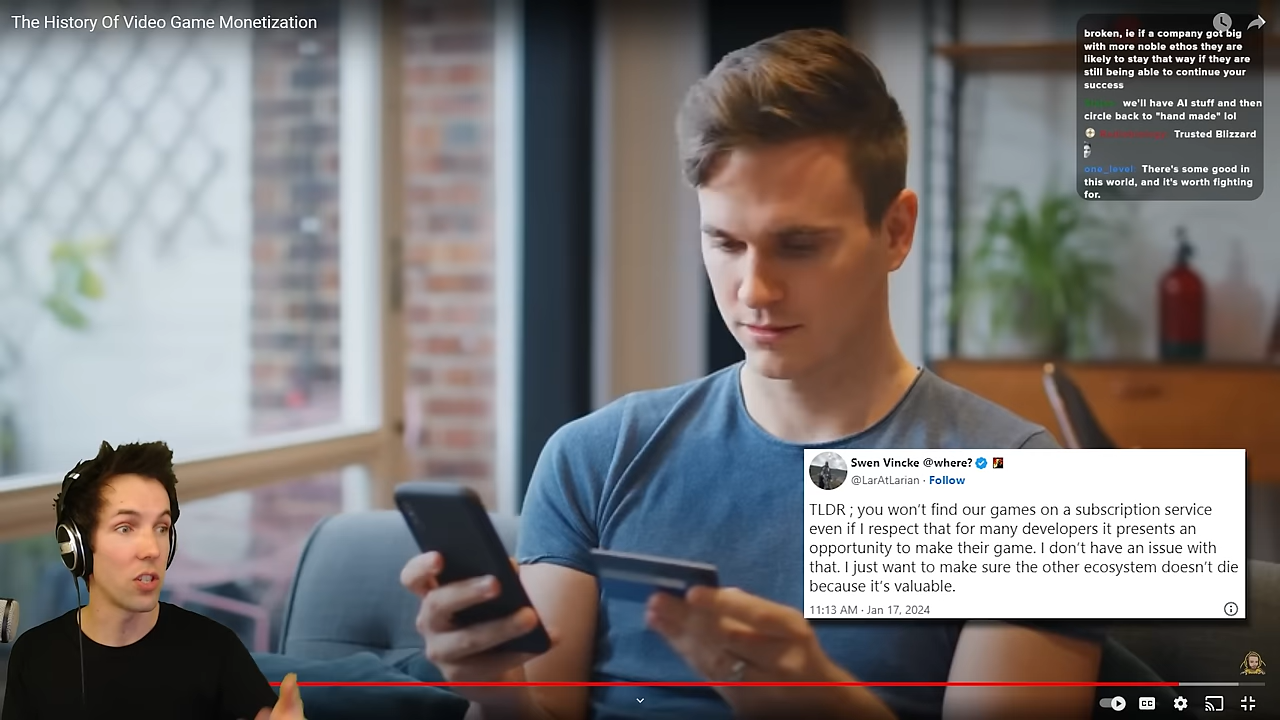 The History Of Video Game Monetization
broken, ie if a company got big
with more noble ethos they are
likely to stay that way if they are
still being able to continue your
success
we'll have AI stuff and then
circle back to "hand made" lol
Trusted Blizzard
one_level: There's some good in
this world, and it's worth fighting
for.
Swen Vincke @where?
@LarAtLarian · Follow
TLDR ; you won't find our games on a subscription service
even if I respect that for many developers it presents an
opportunity to make their game. I don't have an issue with
that. I just want to make sure the other ecosystem doesn't die
because it's valuable.
11:13 AM · Jan 17, 2024
CC